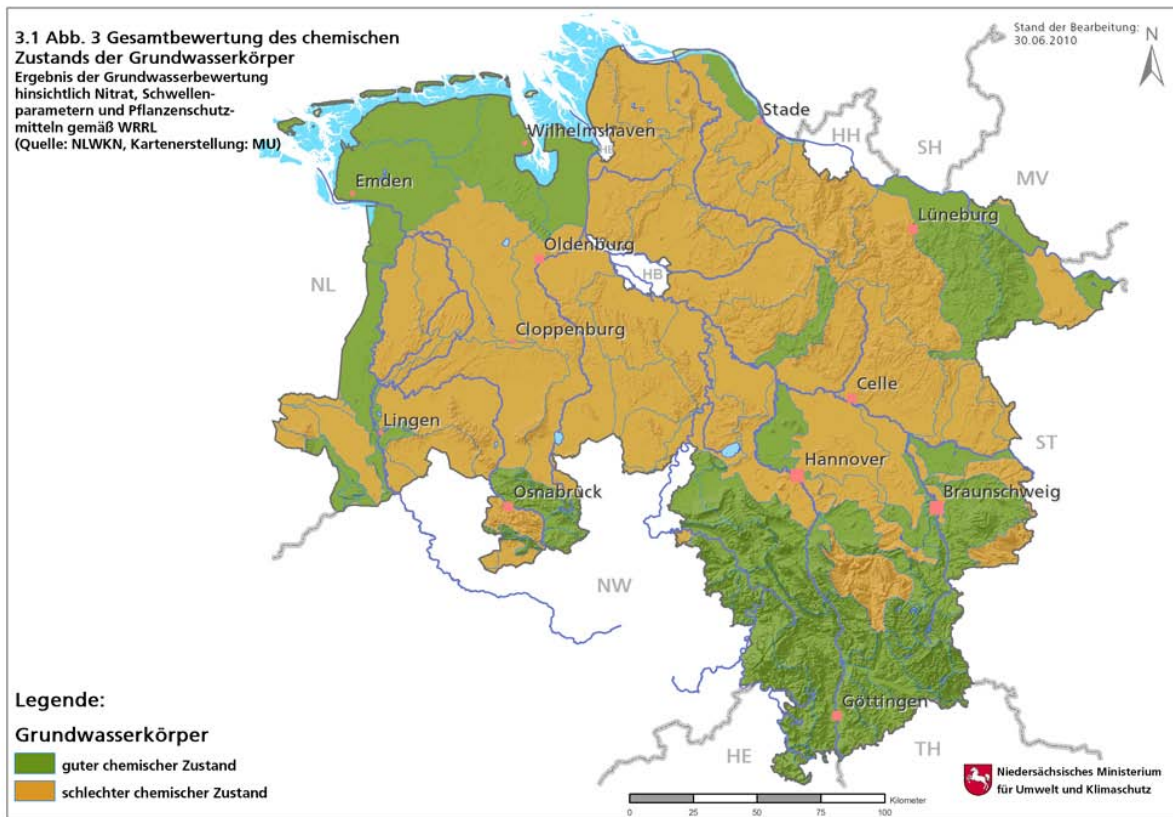 3.1 Abb. 3 Gesamtbewertung des chemischen
Zustands der Grundwasserkörper
Ergebnis der Grundwasserbewertung
hinsichtlich Nitrat, Schwellen-
parametern und Pflanzenschutz-
mitteln gemäß WRRL
(Quelle: NLWKN, Kartenerstellung: MU)
Stand der Bearbeitung:
30.06.2010
N
Stade
HH
SH
Wilhelmshaven
HB
MV
Emden
Lüneburg
Oldenburg
HB
NL
Cloppenburg
Celle
Lingen
ST
Hannover
Osnabrück
Braunschweig
NW
Göttingen
HE
TH
Legende:
Grundwasserkörper
guter chemischer Zustand
schlechter chemischer Zustand
Kilometer
0 25 50 75 100
Niedersächsisches Ministerium
für Umwelt und Klimaschutz